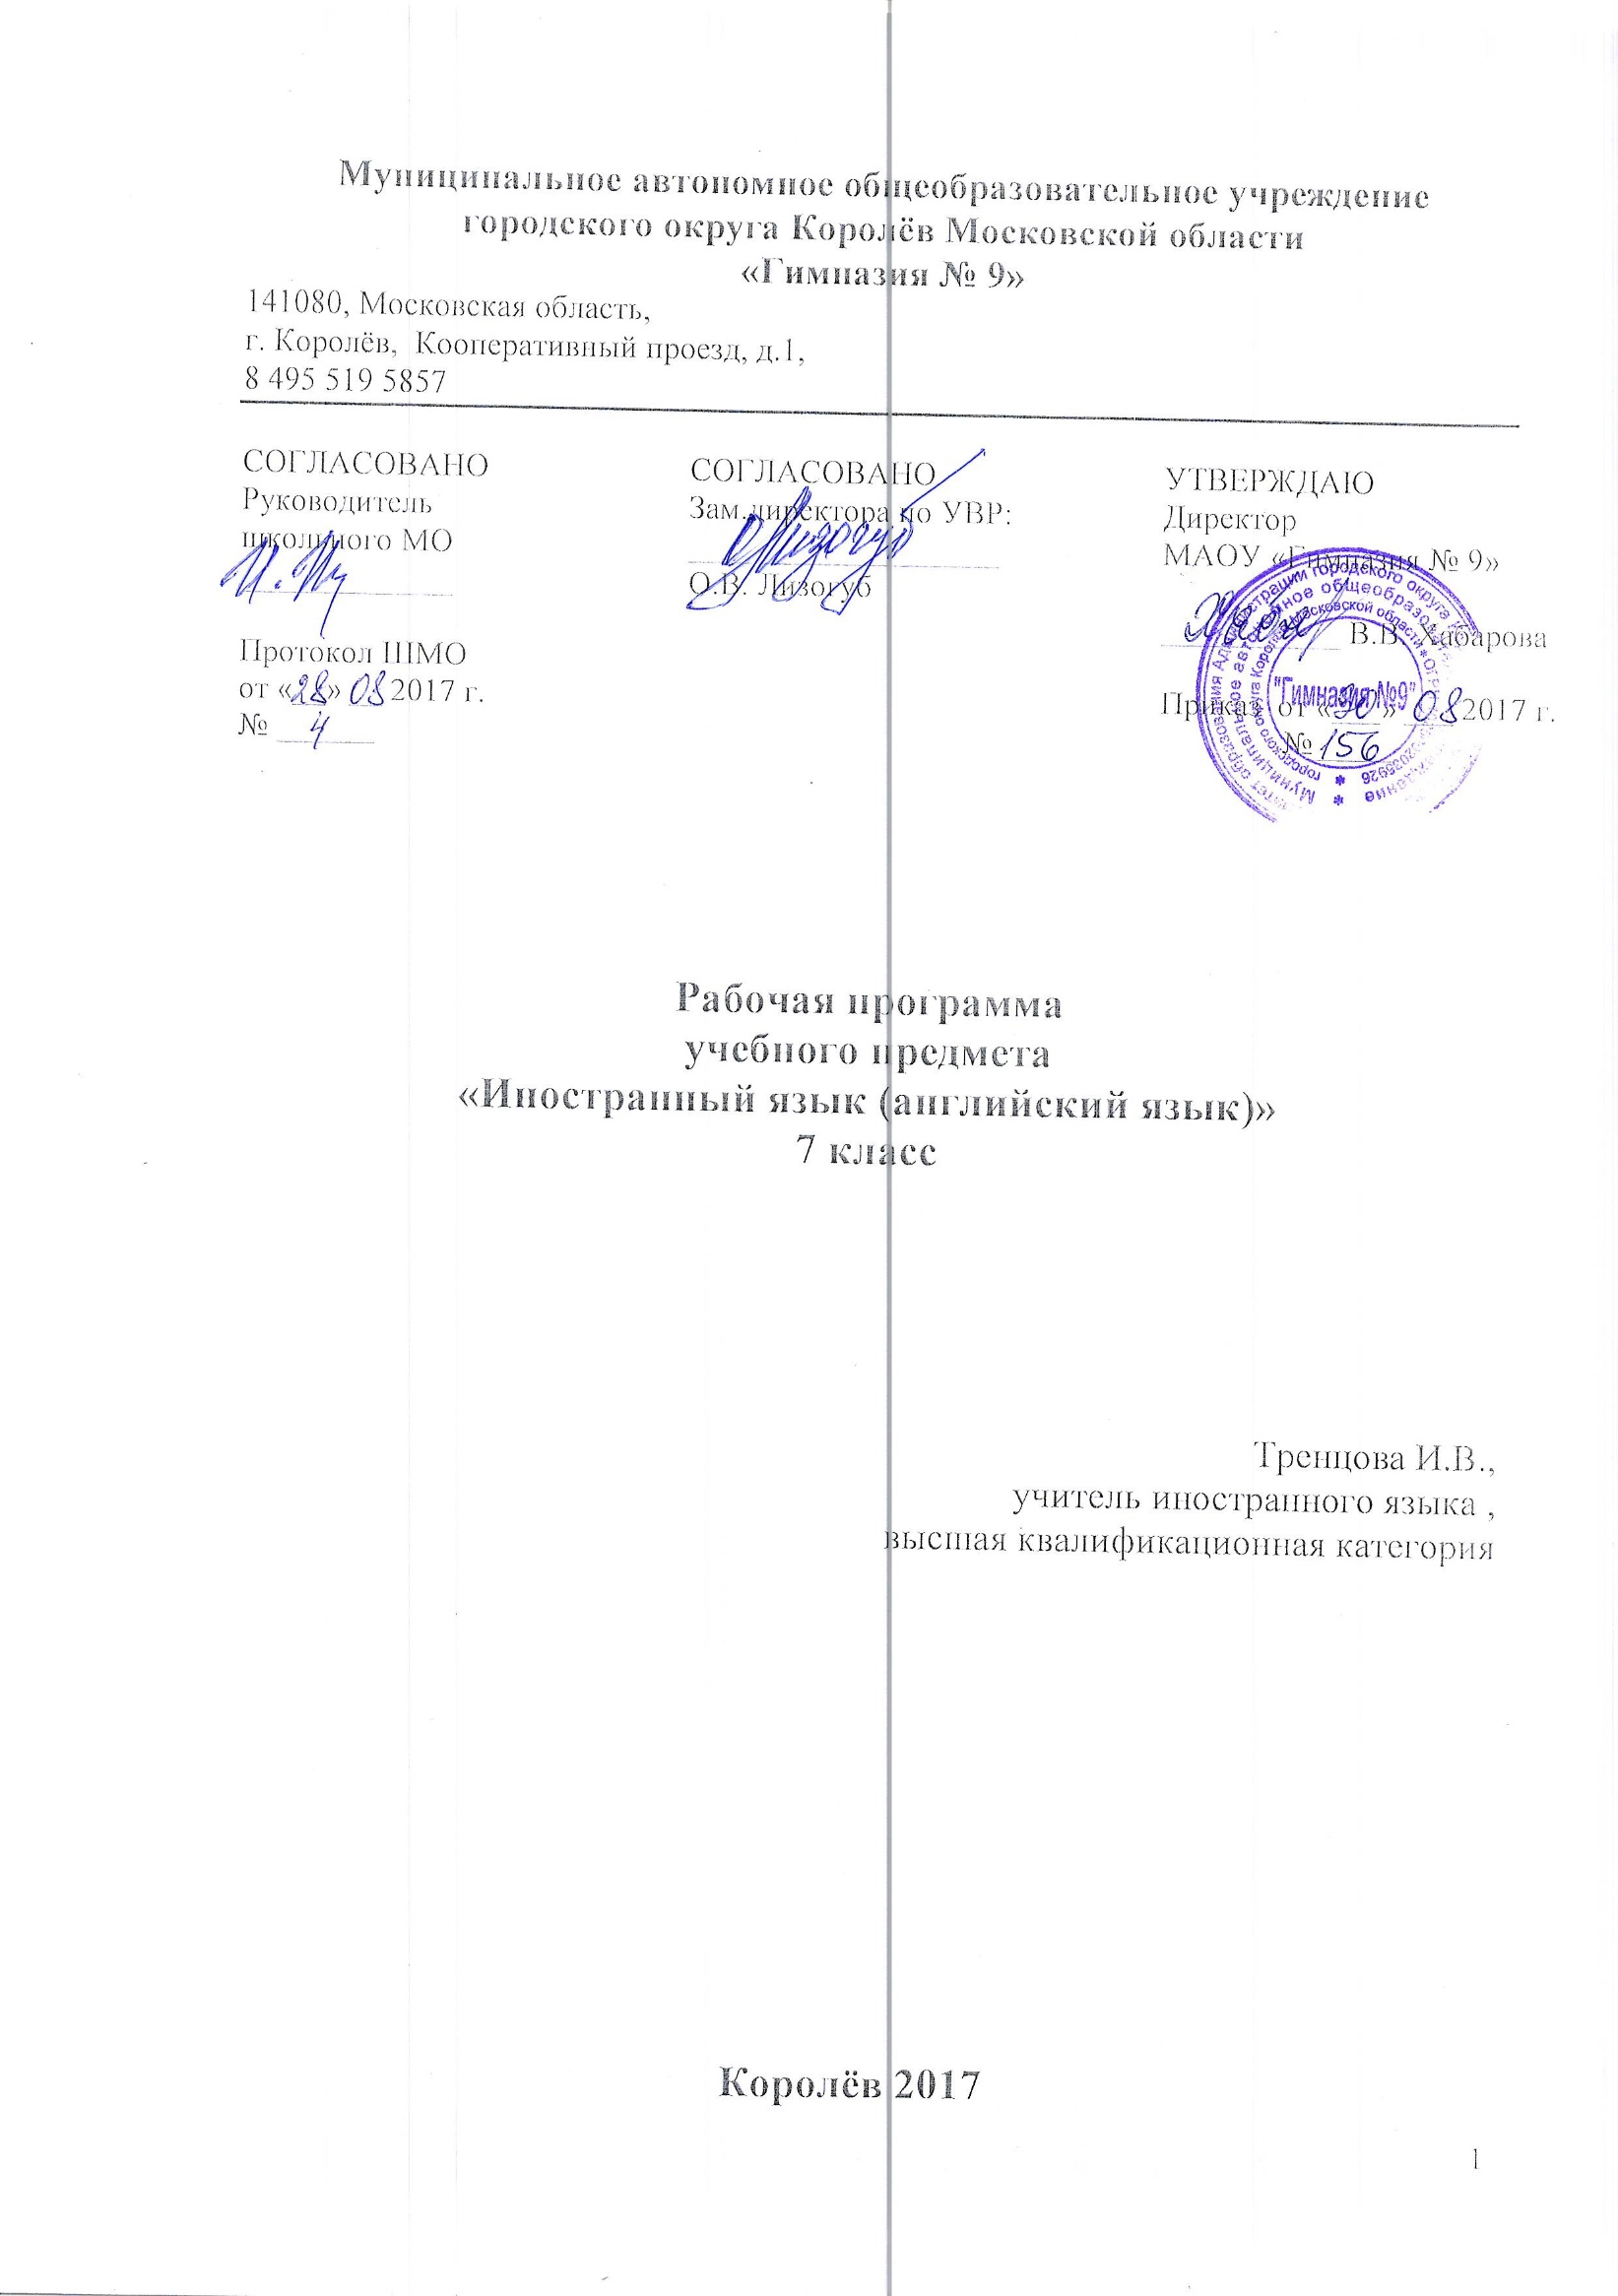 Муниципальное автономное общеобразовательное учреждение
городского округа Королёв Московской области
«Гимназия № 9»
141080, Московская область,
г. Королёв, Кооперативный проезд, д.1,
8 495 519 5857
СОГЛАСОВАНО
Руководитель
школьного МО
Протокол ШМО
от «28» 08 2017 г.
№ 4
СОГЛАСОВАНО
Зам.директора по УВР:
О.В. Лизогуб
УТВЕРЖДАЮ
Директор
МАОУ «Гимназия № 9»
В.В. Хабарова
Приказ от «30» 08 2017 г.
№ 156
"Гимназия №9"
Рабочая программа
учебного предмета
«Иностранный язык (английский язык)»
7 класс
Тренцова И.В.,
учитель иностранного языка ,
высшая квалификационная категория
Королёв 2017
1